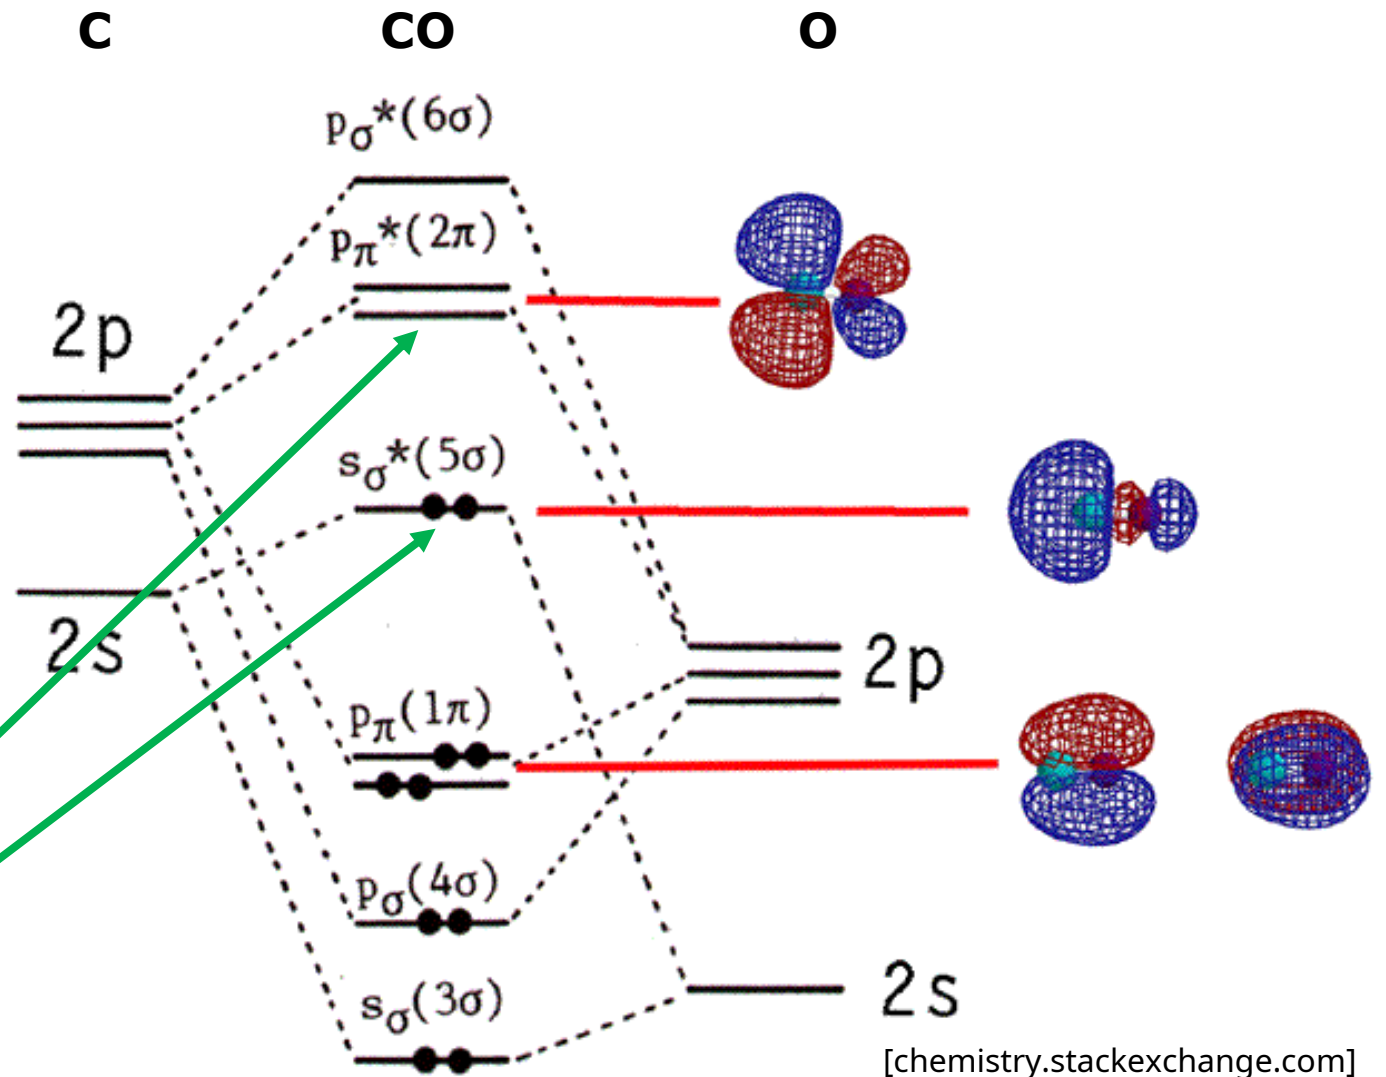 C CO O
pσ*(6σ)
pπ*(2π)
2p
sσ*(5σ)
2s
2p
pπ(1π)
pσ(4σ)
2s
sσ(3σ)
[chemistry.stackexchange.com]